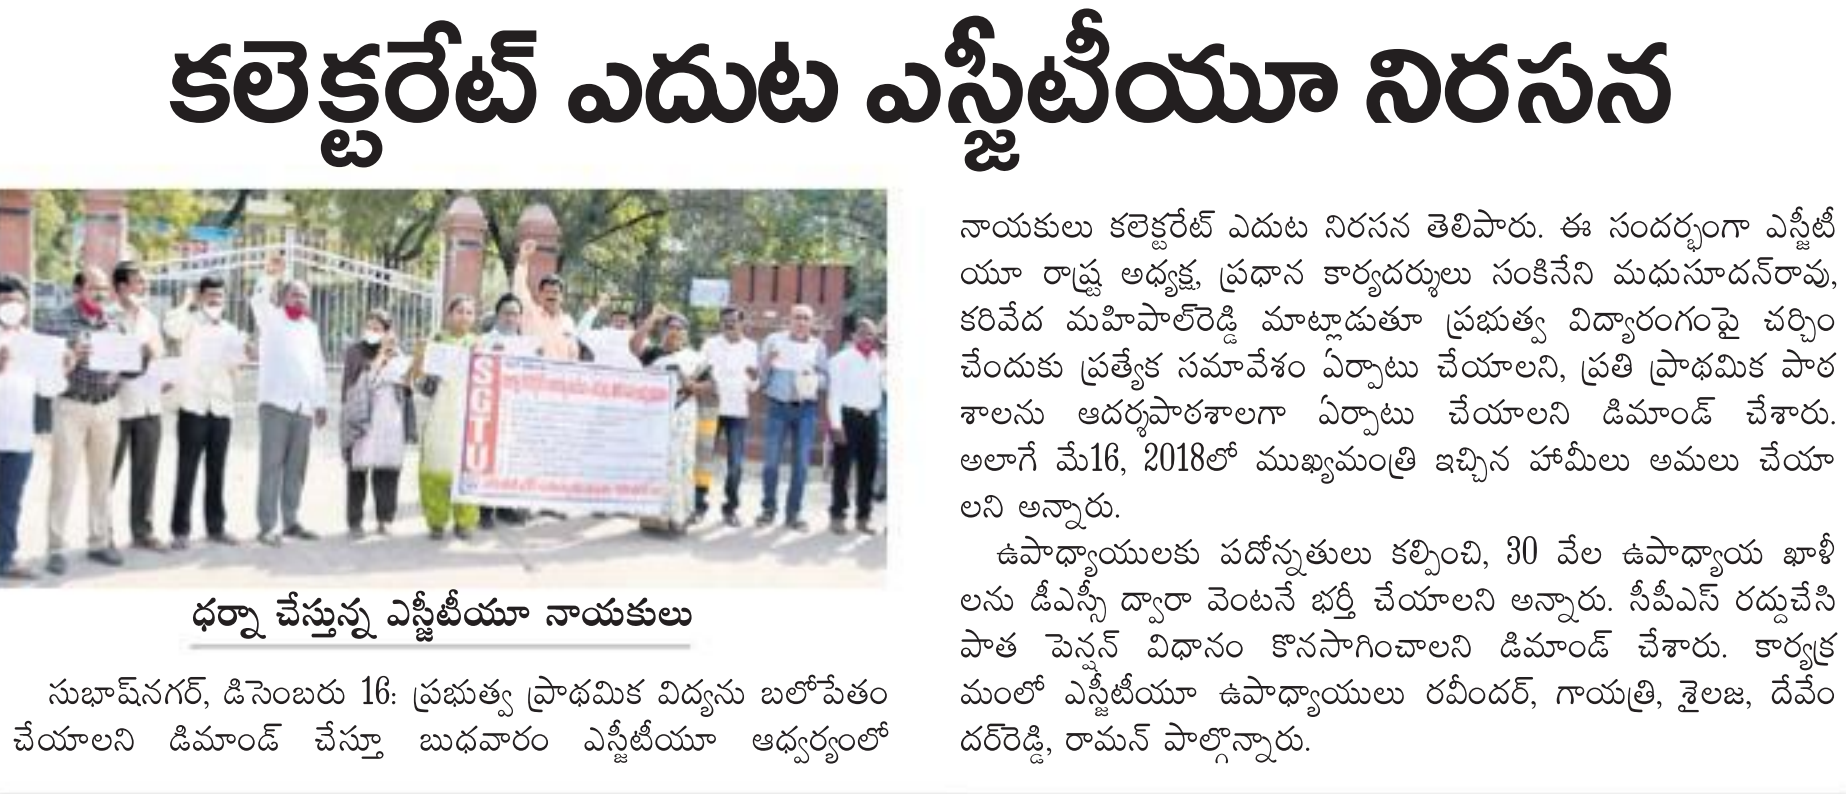 కలెక్టరేట్ ఎదుట ఎస్జీటీయూ నిరసన
SGTU
ధర్నా చేస్తున్న ఎస్జీటీయూ నాయకులు
సుభాష్‌నగర్, డిసెంబరు 16: ప్రభుత్వ ప్రాథమిక విద్యను బలోపేతం
చేయాలని డిమాండ్ చేస్తూ బుధవారం ఎస్జీటీయూ ఆధ్వర్యంలో
నాయకులు కలెక్టరేట్ ఎదుట నిరసన తెలిపారు. ఈ సందర్భంగా ఎస్జీటీ
యూ రాష్ట్ర అధ్యక్ష, ప్రధాన కార్యదర్శులు సంకినేని మధుసూదన్‌రావు,
కరివేద మహిపాల్‌రెడ్డి మాట్లాడుతూ ప్రభుత్వ విద్యారంగంపై చర్చిం
చేందుకు ప్రత్యేక సమావేశం ఏర్పాటు చేయాలని, ప్రతి ప్రాథమిక పాఠ
శాలను ఆదర్శపాఠశాలగా ఏర్పాటు చేయాలని డిమాండ్ చేశారు.
అలాగే మే16, 2018లో ముఖ్యమంత్రి ఇచ్చిన హామీలు అమలు చేయా
లని అన్నారు.
ఉపాధ్యాయులకు పదోన్నతులు కల్పించి, 30 వేల ఉపాధ్యాయ ఖాళీ
లను డీఎస్సీ ద్వారా వెంటనే భర్తీ చేయాలని అన్నారు. సీపీఎస్ రద్దుచేసి
పాత పెన్షన్ విధానం కొనసాగించాలని డిమాండ్ చేశారు. కార్యక్ర
మంలో ఎస్జీటీయూ ఉపాధ్యాయులు రవీందర్, గాయత్రి, శైలజ, దేవేం
దర్‌రెడ్డి, రామన్ పాల్గొన్నారు.